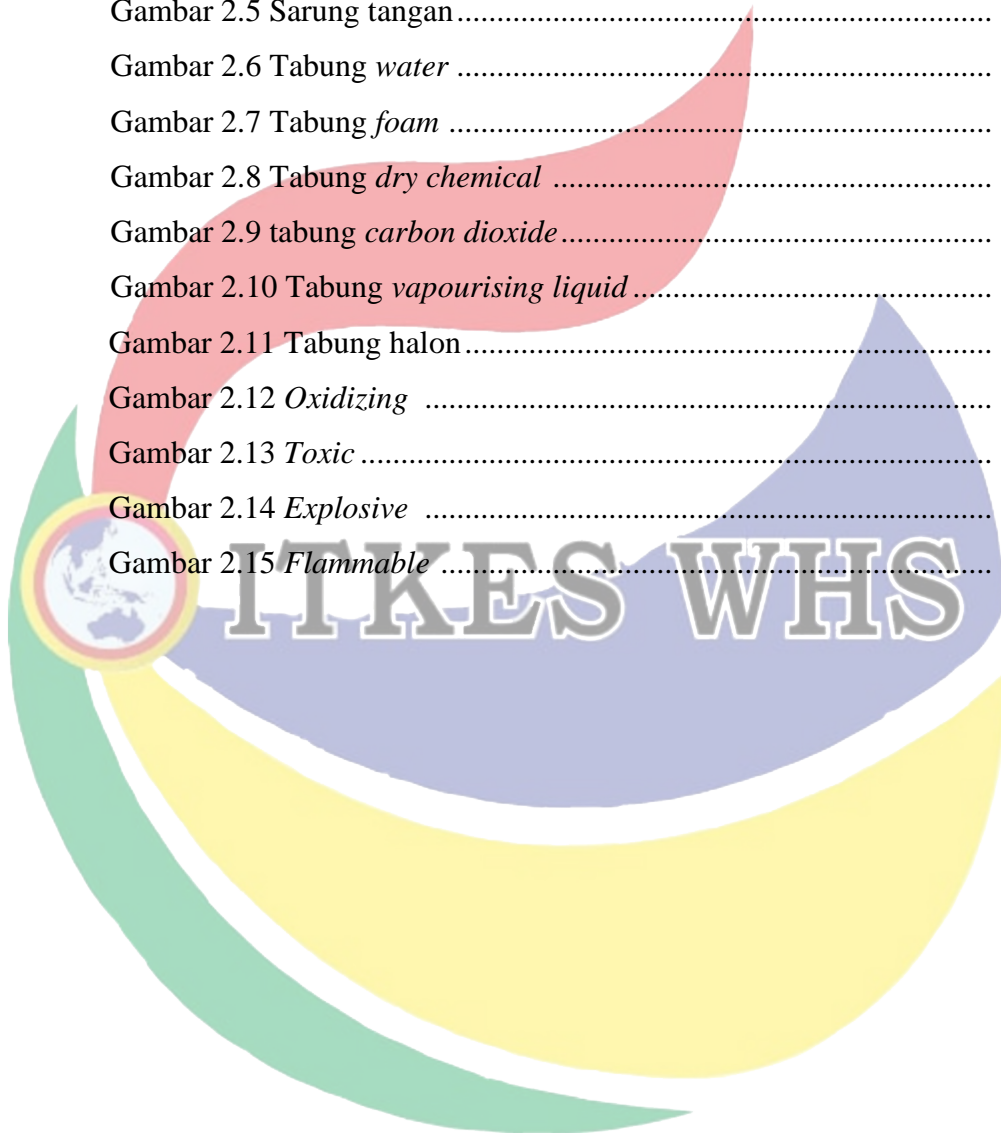 Gambar 2.5 Sarung tangan........................................................................
Gambar 2.6 Tabung water ........................................................................
Gambar 2.7 Tabung foam .........................................................................
Gambar 2.8 Tabung dry chemical ...........................................................
Gambar 2.9 tabung carbon dioxide..........................................................
Gambar 2.10 Tabung vapourising liquid................................................
Gambar 2.11 Tabung halon......................................................................
Gambar 2.12 Oxidizing ............................................................................
Gambar 2.13 Toxic....................................................................................
Gambar 2.14 Explosive ............................................................................
Gambar 2.15 Flammable ..........................................................................
ITKES WHS